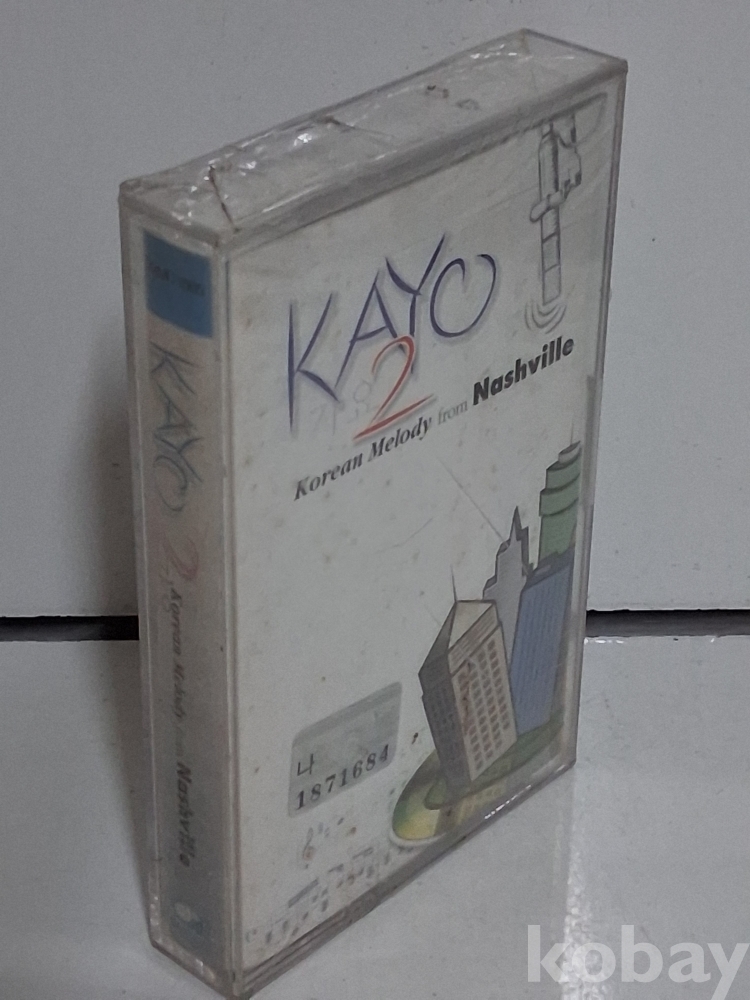 KAYO
2
Korean Melody from Nashville
나
1871684
KAYO 2 Korean Melody from Nashville
kobay